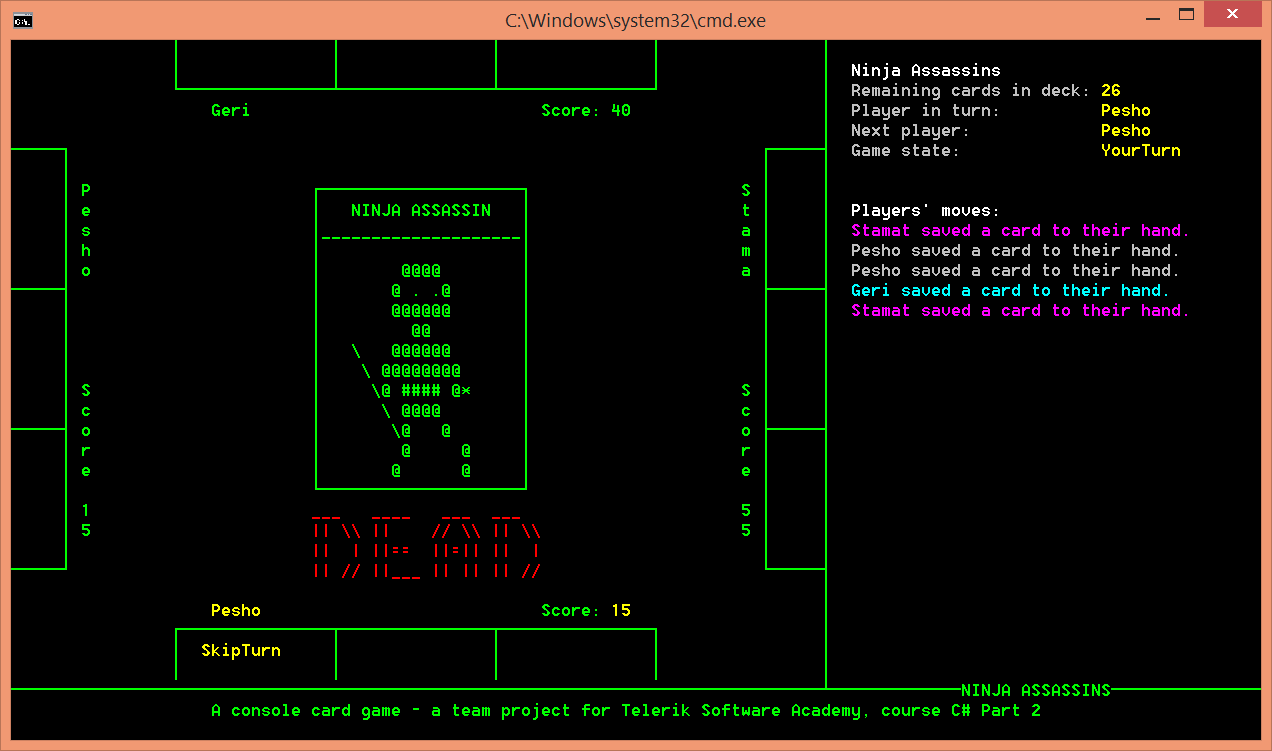 C:\Windows\system32\cmd.exe
Geri Score: 40
Pesho
Score 15
NINJA ASSASSIN
--------------------
@@@@
@ . .@
@@@@@@
@@
\ @@@@@@
\ @@@@@@@@
\@ #### @*
\ @@@@
\@ @
@ @
@ @
DEAD
Stama
Score 55
Pesho Score: 15
SkipTurn
Ninja Assassins
Remaining cards in deck: 26
Player in turn: Pesho
Next player: Pesho
Game state: YourTurn
Players' moves:
Stamat saved a card to their hand.
Pesho saved a card to their hand.
Pesho saved a card to their hand.
Geri saved a card to their hand.
Stamat saved a card to their hand.
NINJA ASSASSINS
A console card game - a team project for Telerik Software Academy, course C# Part 2